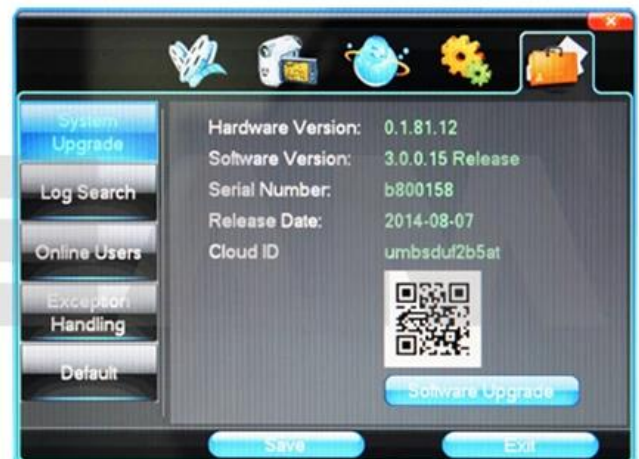 System
Upgrade
Log Search
Online Users
Exception
Handling
Default
Hardware Version: 0.1.81.12
Software Version: 3.0.0.15 Release
Serial Number: b800158
Release Date: 2014-08-07
Cloud ID umbsduf2b5at
Software Upgrade
Save
Exit